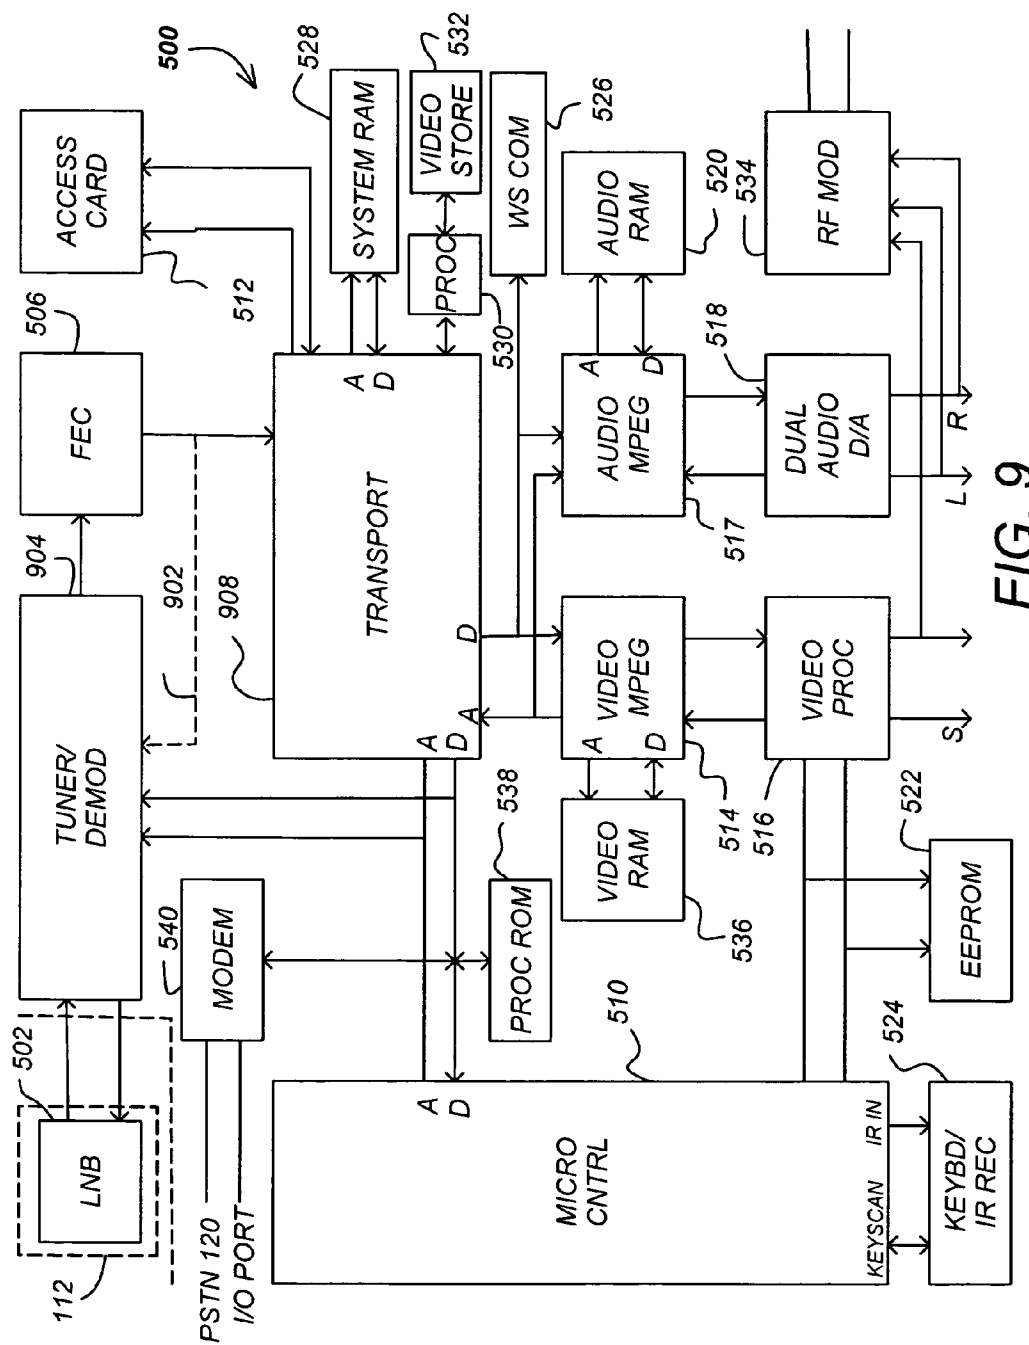 500
112
502
LNB
TUNER/
DEMOD
904
902
506
FEC
512
ACCESS
CARD
PSTN 120
I/O PORT
540
MODEM
908
TRANSPORT
A
D
A
D
A
D
528
SYSTEM RAM
530
PROC
532
VIDEO
STORE
526
WS COM
538
PROC ROM
510
MICRO
CNTRL
A
D
KEYSCAN
IR IN
536
VIDEO
RAM
514
VIDEO
MPEG
A
D
517
AUDIO
MPEG
A
D
520
AUDIO
RAM
516
VIDEO
PROC
518
DUAL
AUDIO
D/A
534
RF MOD
522
EEPROM
524
KEYBD/
IR REC
S
L
R
FIG. 9